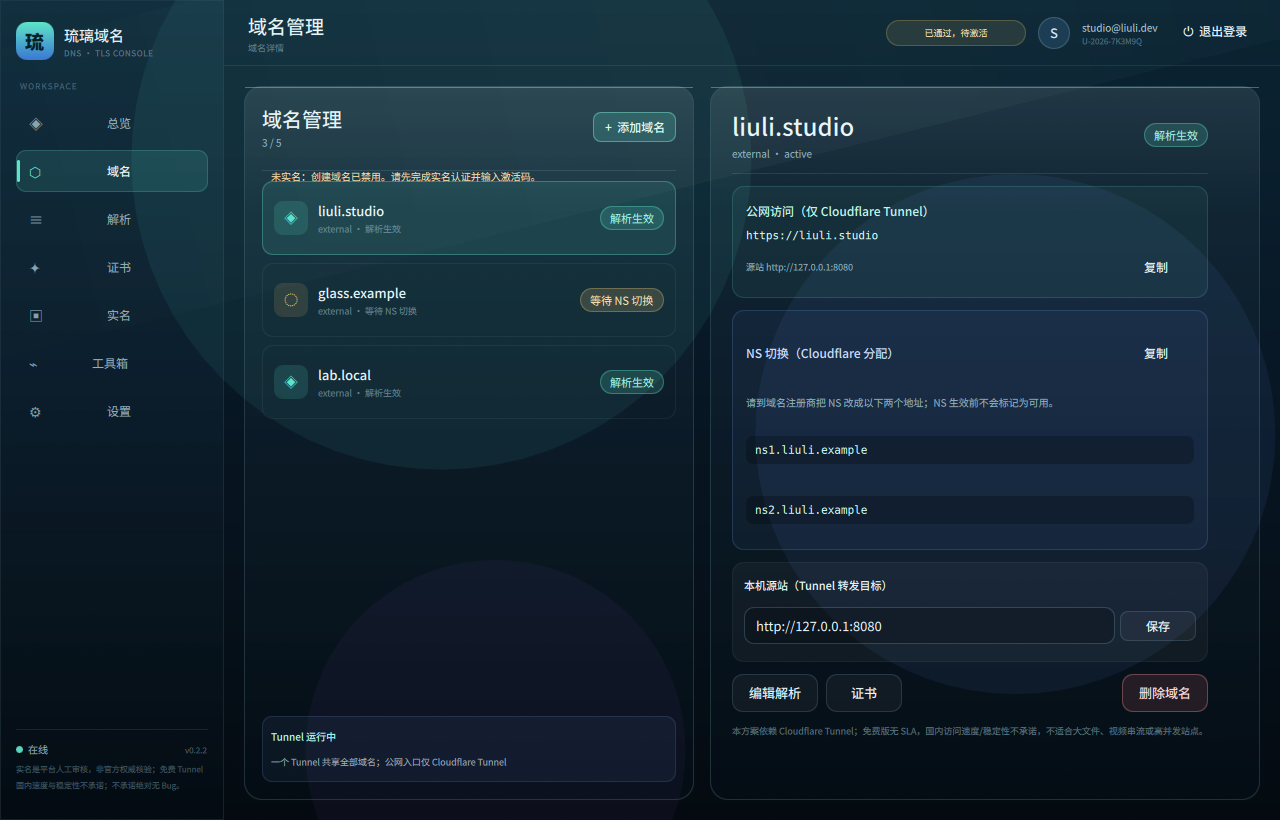 琉
琉璃域名
DNS · TLS CONSOLE
WORKSPACE
总览
域名
解析
证书
实名
工具箱
设置
在线
v0.2.2
实名是平台人工审核，非官方权威核验；免费 Tunnel
国内速度与稳定性不承诺；不承诺绝对无 Bug。
域名管理
域名详情
已通过，待激活
S
studio@liuli.dev
U-2026-7K3M9Q
退出登录
域名管理
3 / 5
+ 添加域名
未实名：创建域名已禁用。请先完成实名认证并输入激活码。
liuli.studio
external · 解析生效
解析生效
glass.example
external · 等待 NS 切换
等待 NS 切换
lab.local
external · 解析生效
解析生效
Tunnel 运行中
一个 Tunnel 共享全部域名；公网入口仅 Cloudflare Tunnel
liuli.studio
external · active
解析生效
公网访问（仅 Cloudflare Tunnel）
https://liuli.studio
源站 http://127.0.0.1:8080
复制
NS 切换（Cloudflare 分配）
复制
请到域名注册商把 NS 改成以下两个地址；NS 生效前不会标记为可用。
ns1.liuli.example
ns2.liuli.example
本机源站（Tunnel 转发目标）
http://127.0.0.1:8080
保存
编辑解析
证书
删除域名
本方案依赖 Cloudflare Tunnel；免费版无 SLA，国内访问速度/稳定性不承诺，不适合大文件、视频串流或高并发站点。